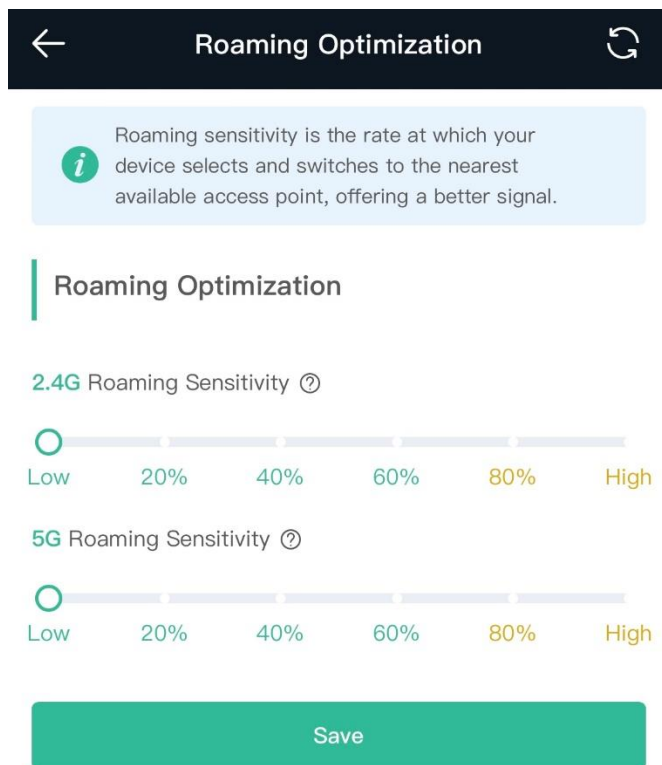 Roaming Optimization
Roaming sensitivity is the rate at which your
device selects and switches to the nearest
available access point, offering a better signal.
Roaming Optimization
2.4G Roaming Sensitivity
Low 20% 40% 60% 80% High
5G Roaming Sensitivity
Low 20% 40% 60% 80% High
Save